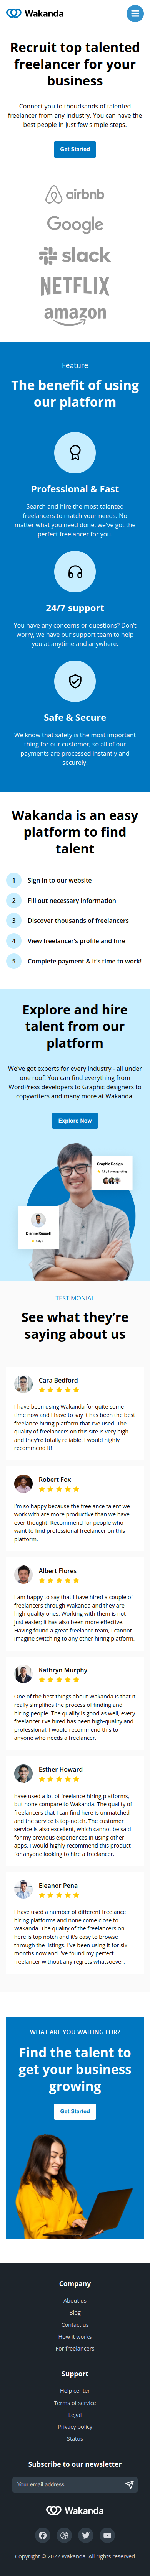 Wakanda
Recruit top talented
freelancer for your
business
Connect you to thoudsands of talented
freelancer from any industry. You can have the
best people in just few simple steps.
Get Started
airbnb
Google
slack
NETFLIX
amazon
Feature
The benefit of using
our platform
Professional & Fast
Search and hire the most talented
freelancers to match your needs. No
matter what you need done, we've got the
perfect freelancer for you.
24/7 support
You have any concerns or questions? Don't
worry, we have our support team to help
you at anytime and anywhere.
Safe & Secure
We know that safety is the most important
thing for our customer, so all of our
payments are processed instantly and
securely.
Wakanda is an easy
platform to find
talent
1 Sign in to our website
2 Fill out necessary information
3 Discover thousands of freelancers
4 View freelancer's profile and hire
5 Complete payment & it's time to work!
Explore and hire
talent from our
platform
We've got experts for every industry - all under
one roof! You can find everything from
WordPress developers to Graphic designers to
copywriters and many more at Wakanda.
Explore Now
Graphic Design
Dianne Russell
TESTIMONIAL
See what they're
saying about us
Cara Bedford
I have been using Wakanda for quite some
time now and I have to say it has been the best
freelance hiring platform that I've used. The
quality of freelancers on this site is very high
and they're totally reliable. I would highly
recommend it!
Robert Fox
I'm so happy because the freelance talent we
work with are more productive than we have
ever thought. Recommend for people who
want to find professional freelancer on this
platform.
Albert Flores
I am happy to say that I have hired a couple of
freelancers through Wakanda and they are
high-quality ones. Working with them is not
just easier; it has also been more effective.
Having found a great freelance team, I cannot
imagine switching to any other hiring platform.
Kathryn Murphy
One of the best things about Wakanda is that it
really simplifies the process of finding and
hiring people. The quality is good as well, every
freelancer I've hired has been high-quality and
professional. I would recommend this to
anyone who needs a freelancer.
Esther Howard
have used a lot of freelance hiring platforms,
but none compare to Wakanda. The quality of
freelancers that I can find here is unmatched
and the service is top-notch. The customer
service is also excellent, which cannot be said
for my previous experiences in using other
apps. I would highly recommend this product
for anyone looking to hire a freelancer.
Eleanor Pena
I have used a number of different freelance
hiring platforms and none come close to
Wakanda. The quality of the freelancers on
here is top notch and it's easy to browse
through the listings. I've been using it for six
months now and I've found my perfect
freelancer without any regrets whatsoever.
WHAT ARE YOU WAITING FOR?
Find the talent to
get your business
growing
Get Started
Company
About us
Blog
Contact us
How it works
For freelancers
Support
Help center
Terms of service
Legal
Privacy policy
Status
Subscribe to our newsletter
Your email address
Wakanda
Copyright © 2022 Wakanda. All rights reserved